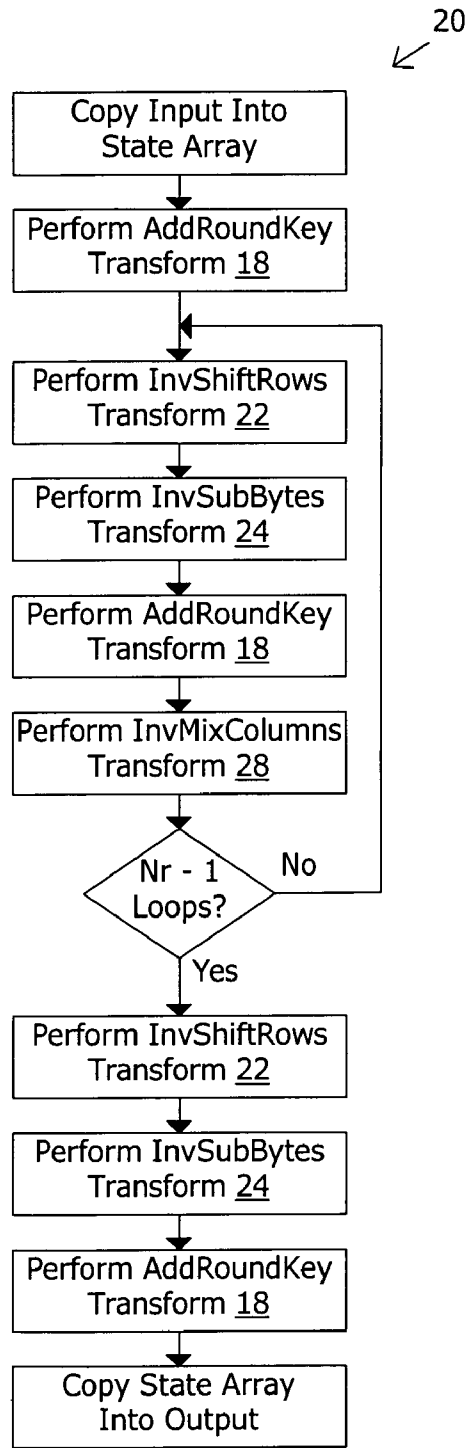 20
Copy Input Into
State Array
Perform AddRoundKey
Transform 18
Perform InvShiftRows
Transform 22
Perform InvSubBytes
Transform 24
Perform AddRoundKey
Transform 18
Perform InvMixColumns
Transform 28
Nr - 1
Loops?
No
Yes
Perform InvShiftRows
Transform 22
Perform InvSubBytes
Transform 24
Perform AddRoundKey
Transform 18
Copy State Array
Into Output